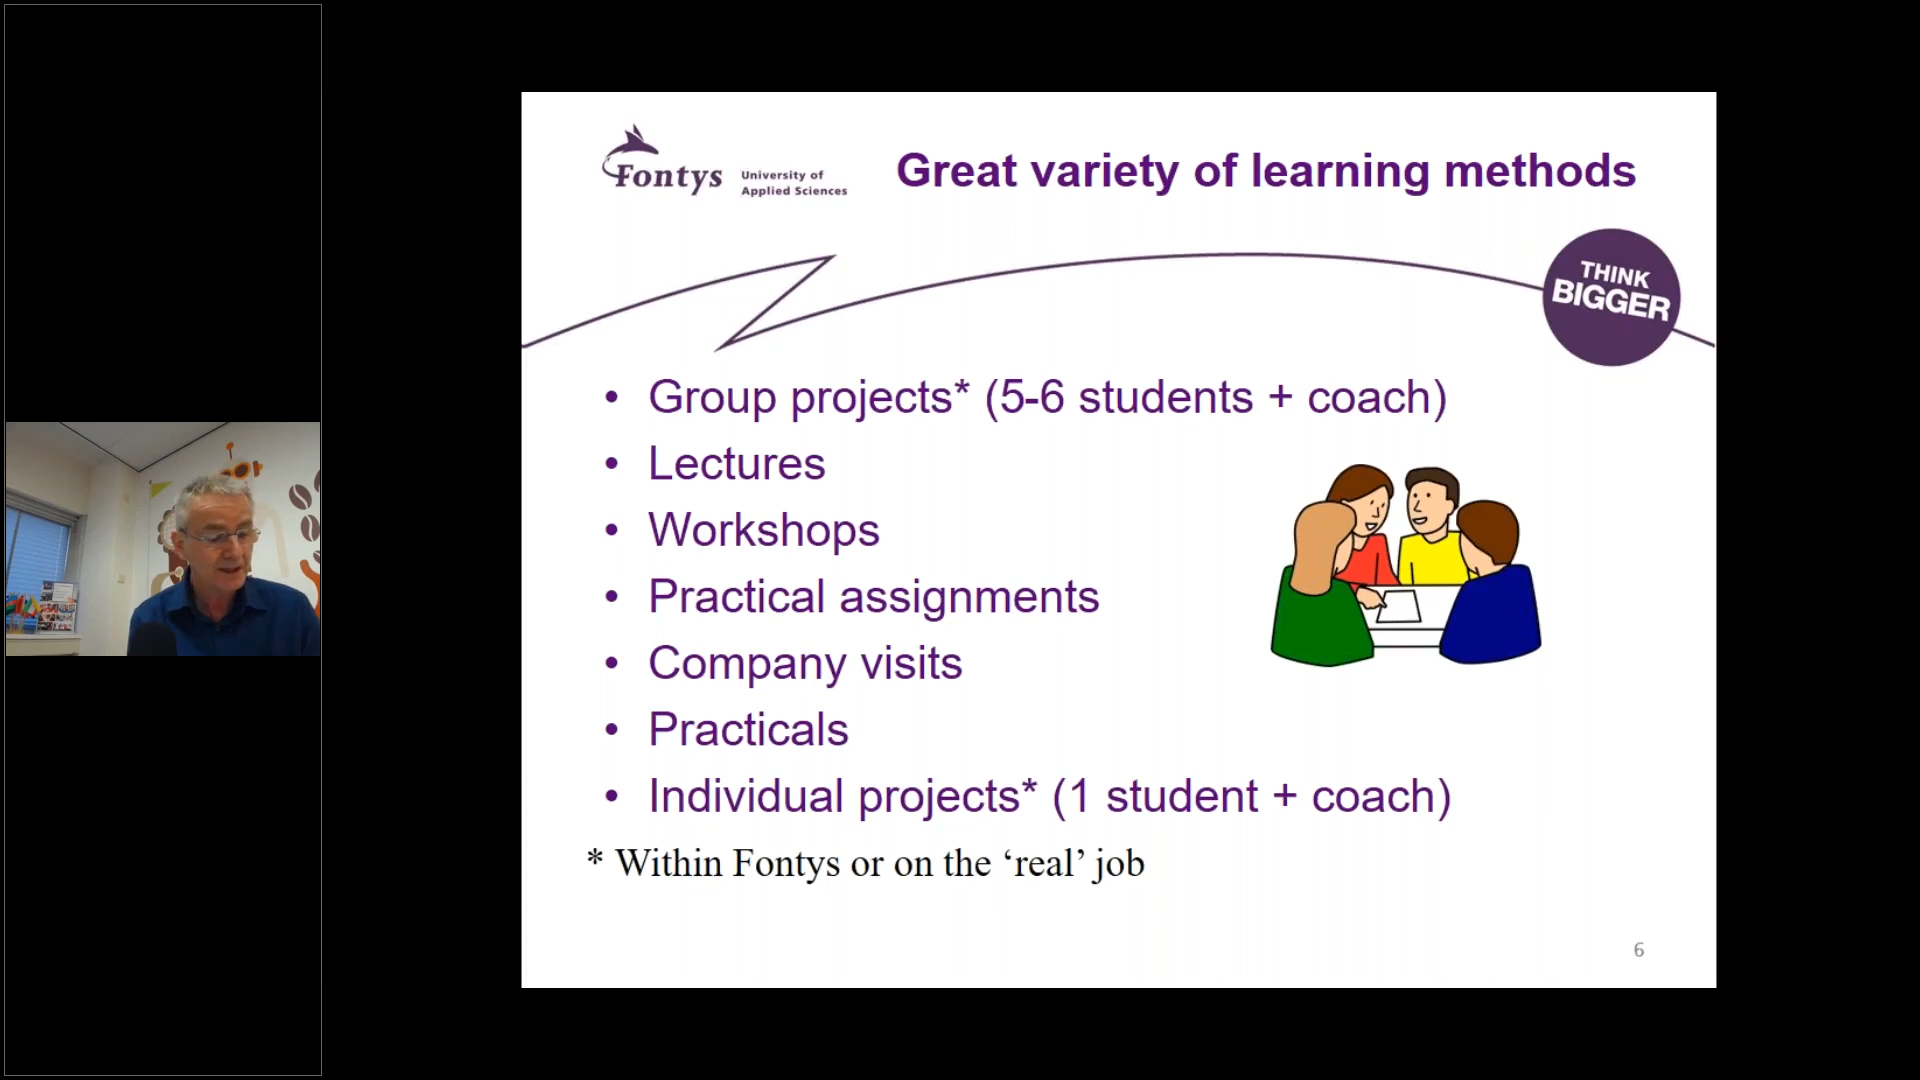 Fontys
University of
Applied Sciences
Great variety of learning methods
THINK
BIGGER
• Group projects* (5-6 students + coach)
• Lectures
• Workshops
• Practical assignments
• Company visits
• Practicals
• Individual projects* (1 student + coach)
* Within Fontys or on the ‘real’ job
6